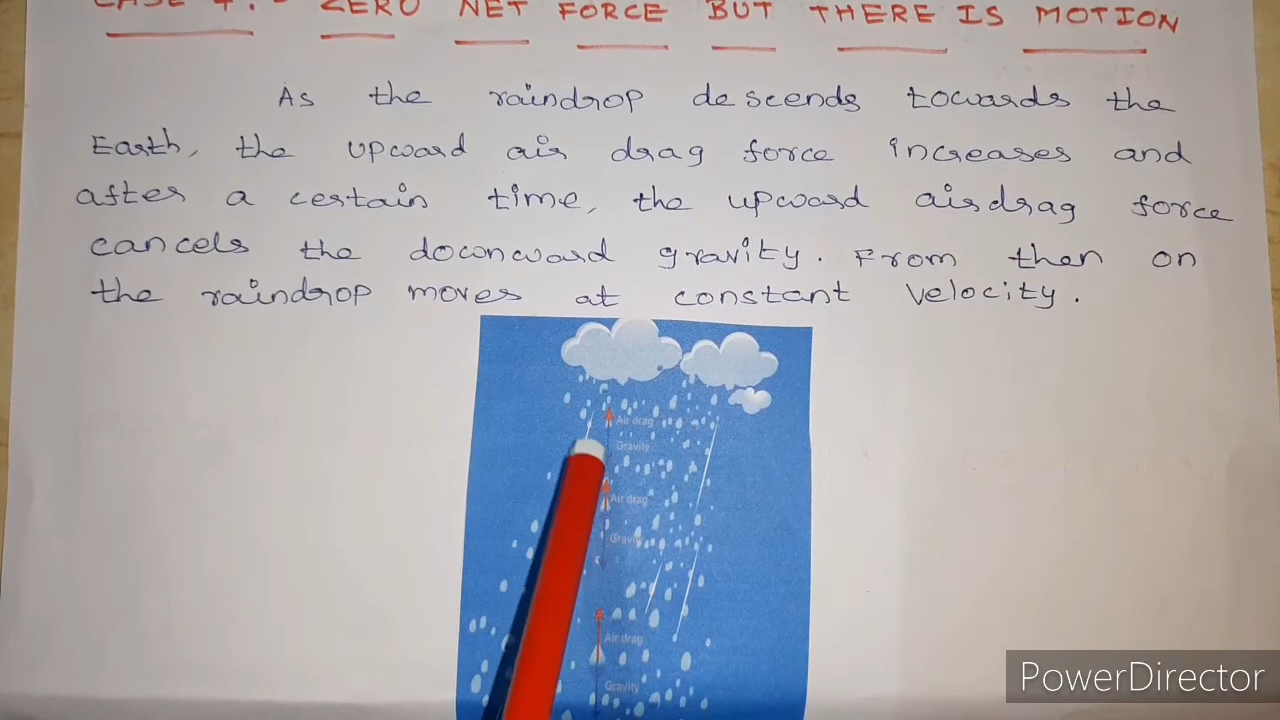 CASE 4:- ZERO NET FORCE BUT THERE IS MOTION
As the raindrop descends towards the
Earth, the upward air drag force increases and
after a certain time, the upward airdrag force
cancels the downward gravity. From then on
the raindrop moves at constant velocity.
Air drag
Gravity
Air drag
Gravity
Air drag
Gravity
PowerDirector